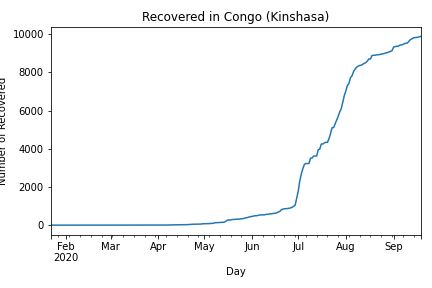 Recovered in Congo (Kinshasa)
Number of Recovered
10000
8000
6000
4000
2000
0
Feb Mar Apr May Jun Jul Aug Sep
2020
Day